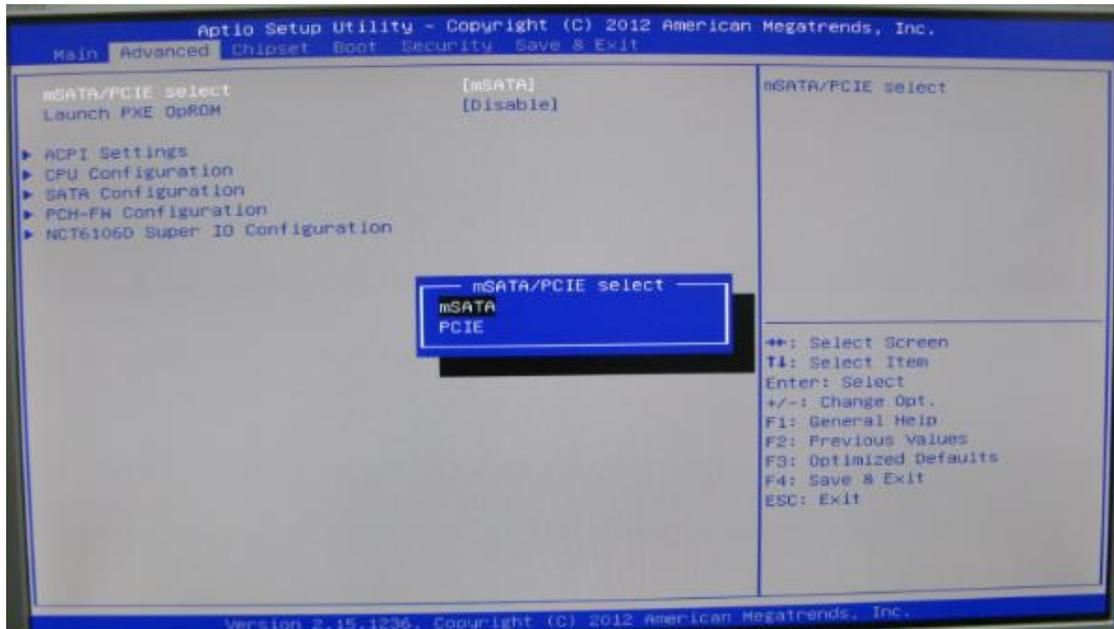 Aptio Setup Utility – Copyright (C) 2012 American Megatrends, Inc.
Main Advanced Chipset Boot Security Save & Exit
mSATA/PCIE select [mSATA]
Launch PXE OpROM [Disable]
▶ ACPI Settings
▶ CPU Configuration
▶ SATA Configuration
▶ PCH-FW Configuration
▶ NCT6106D Super IO Configuration
mSATA/PCIE select
mSATA
PCIE
mSATA/PCIE select
↔: Select Screen
↑↓: Select Item
Enter: Select
+/-: Change Opt.
F1: General Help
F2: Previous Values
F3: Optimized Defaults
F4: Save & Exit
ESC: Exit
Version 2.15.1236. Copyright (C) 2012 American Megatrends, Inc.